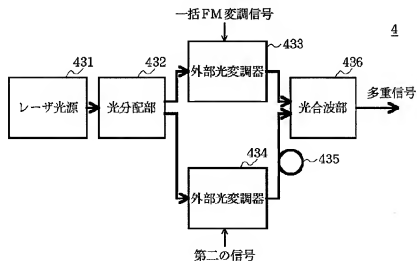 一括FM変調信号
4
431
432
433
436
レーザ光源
光分配部
外部光変調器
光合波部
多重信号
434
435
外部光変調器
第二の信号